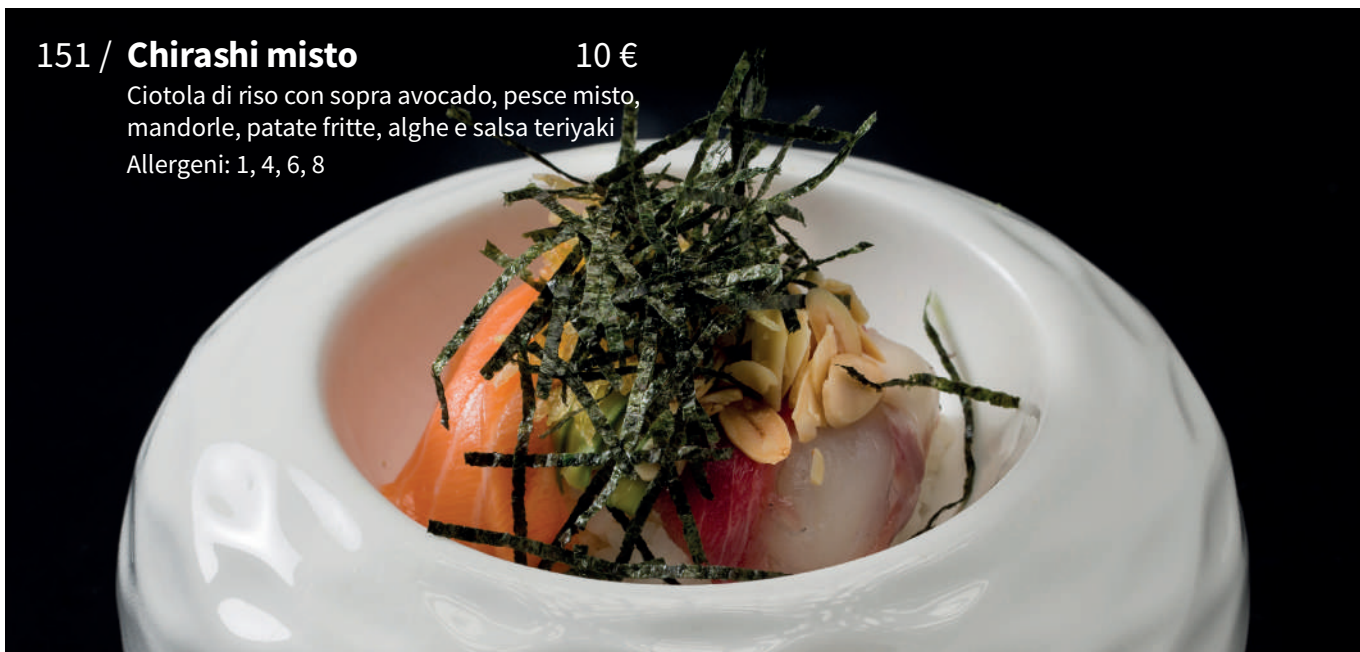 151 / Chirashi misto 10 €
Ciotola di riso con sopra avocado, pesce misto,
mandorle, patate fritte, alghe e salsa teriyaki
Allergeni: 1, 4, 6, 8